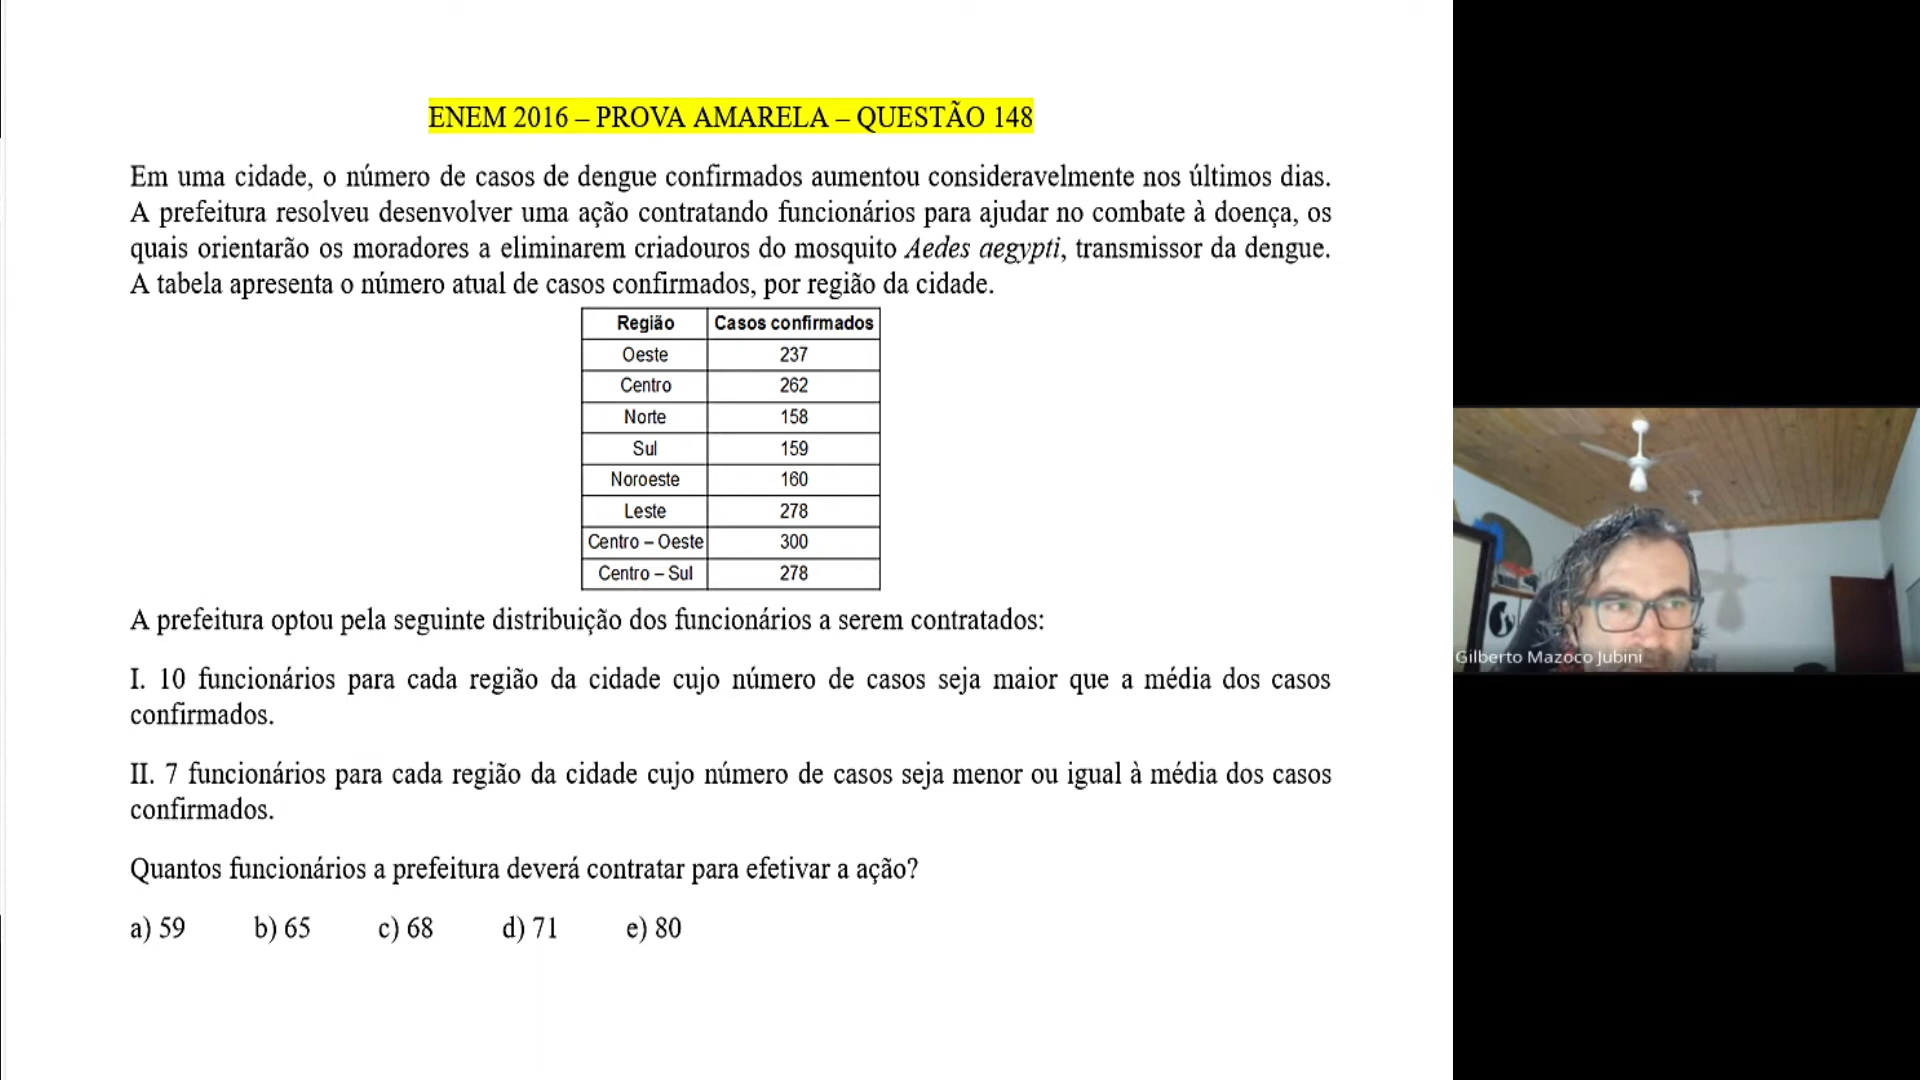 ENEM 2016 – PROVA AMARELA – QUESTÃO 148
Em uma cidade, o número de casos de dengue confirmados aumentou consideravelmente nos últimos dias.
A prefeitura resolveu desenvolver uma ação contratando funcionários para ajudar no combate à doença, os
quais orientarão os moradores a eliminarem criadouros do mosquito Aedes aegypti, transmissor da dengue.
A tabela apresenta o número atual de casos confirmados, por região da cidade.
Região Casos confirmados
Oeste 237
Centro 262
Norte 158
Sul 159
Noroeste 160
Leste 278
Centro – Oeste 300
Centro – Sul 278
A prefeitura optou pela seguinte distribuição dos funcionários a serem contratados:
I. 10 funcionários para cada região da cidade cujo número de casos seja maior que a média dos casos
confirmados.
II. 7 funcionários para cada região da cidade cujo número de casos seja menor ou igual à média dos casos
confirmados.
Quantos funcionários a prefeitura deverá contratar para efetivar a ação?
a) 59 b) 65 c) 68 d) 71 e) 80
Gilberto Mazoco Jubini